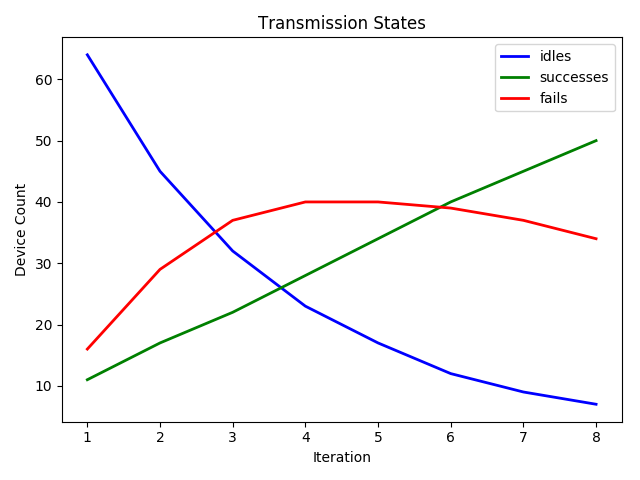 Transmission States
idles
successes
fails
60
50
40
30
20
10
Device Count
1 2 3 4 5 6 7 8
Iteration